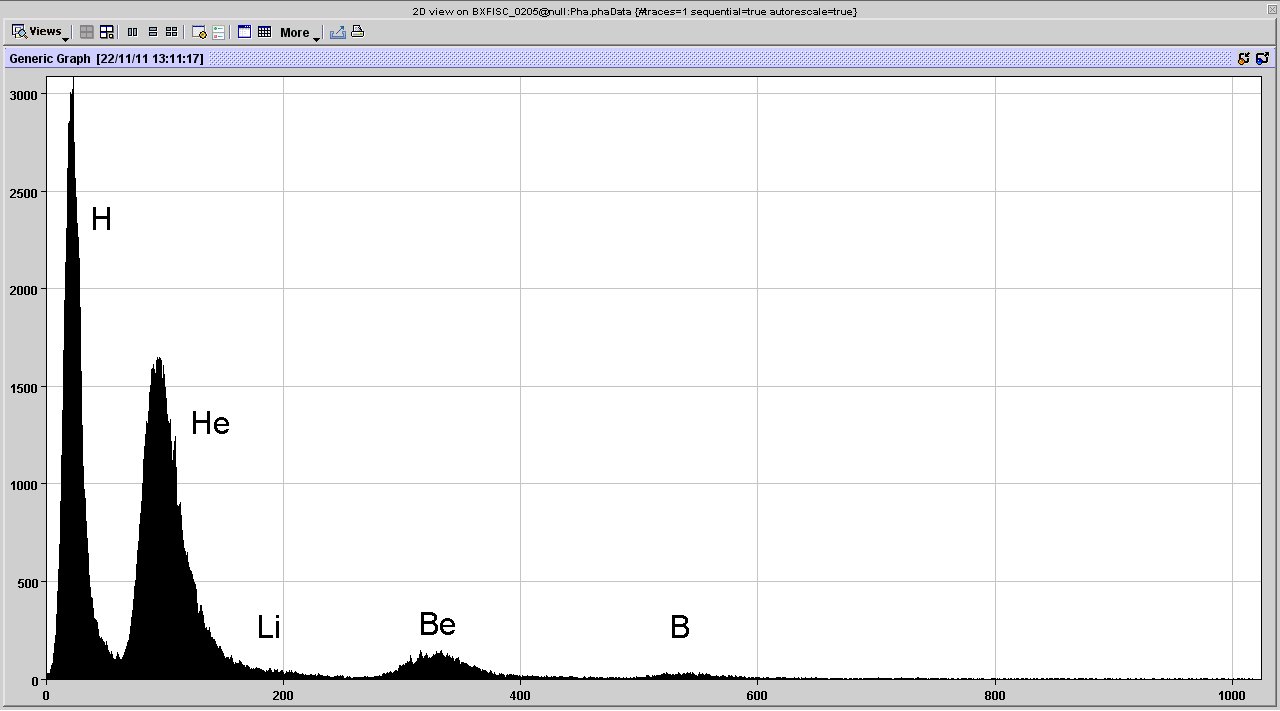 2D view on BXFISC_0205@null:Pha.phaData {#traces=1 sequential=true autorescale=true}
Views More
Generic Graph [22/11/11 13:11:17]
3000
2500
H
2000
1500
He
1000
500
Li Be B
0
0 200 400 600 800 1000